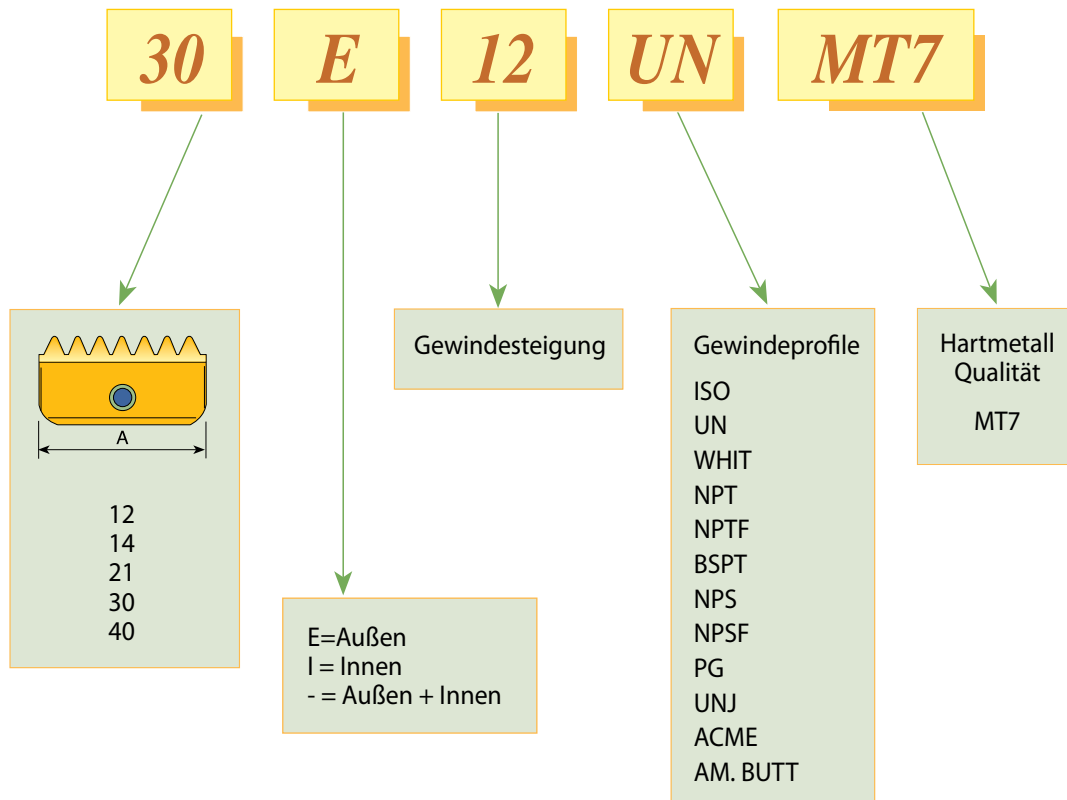 30 E 12 UN MT7
A
12
14
21
30
40
E=Außen
I = Innen
- = Außen + Innen
Gewindesteigung
Gewindeprofile
ISO
UN
WHIT
NPT
NPTF
BSPT
NPS
NPSF
PG
UNJ
ACME
AM. BUTT
Hartmetall
Qualität
MT7